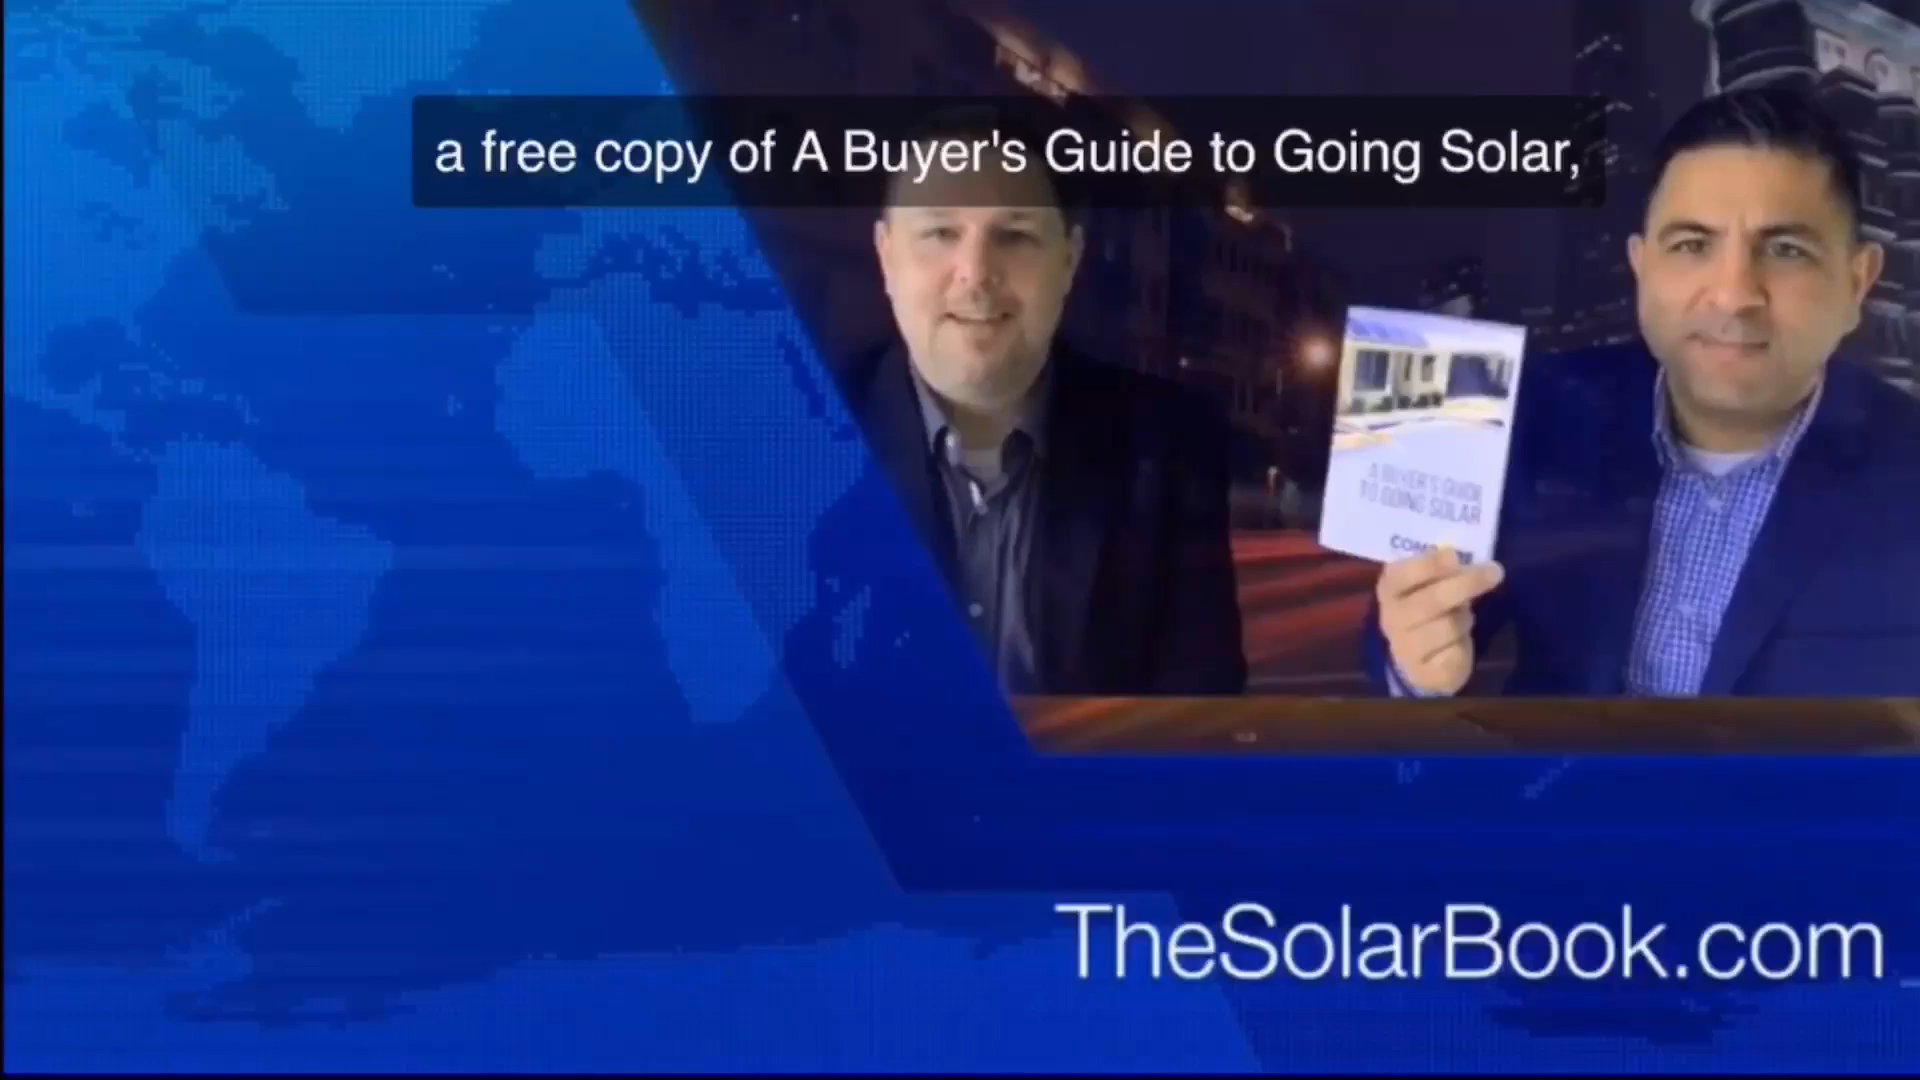 a free copy of A Buyer's Guide to Going Solar,
A BUYER'S GUIDE
TO GOING SOLAR
TheSolarBook.com